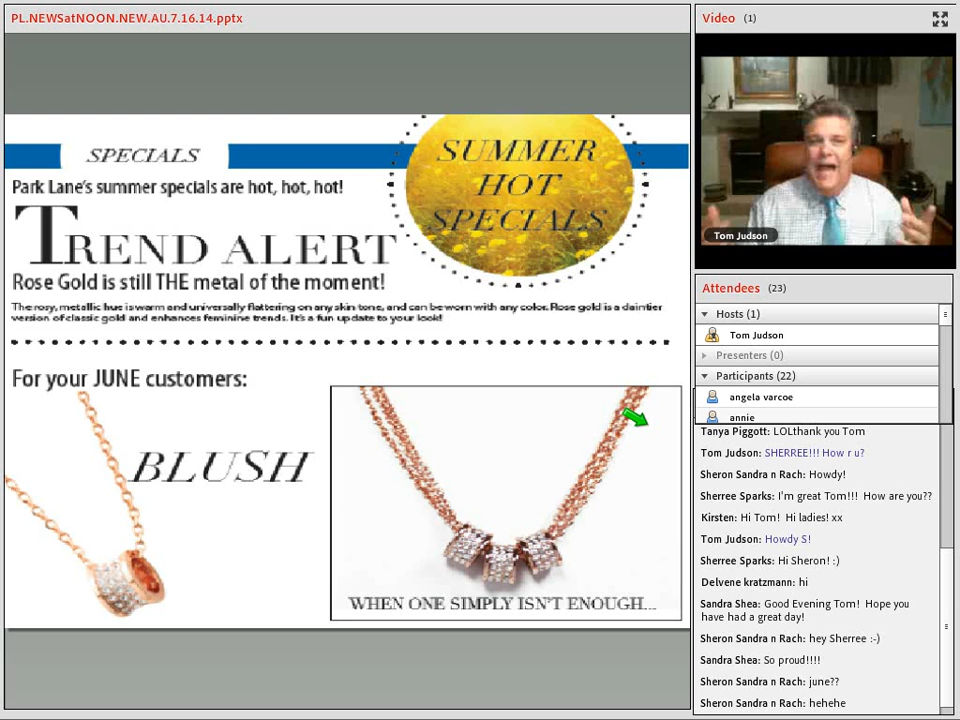 PL.NEWSatNOON.NEW.AU.7.16.14.pptx
SPECIALS
SUMMER
HOT
SPECIALS
Park Lane's summer specials are hot, hot, hot!
TREND ALERT
Rose Gold is still THE metal of the moment!
The rosy, metallic hue is warm and universally flattering on any skin tone, and can be worn with any color. Rose gold is a daintier
version of classic gold and enhances feminine trends. It's a fun update to your look!
For your JUNE customers:
BLUSH
WHEN ONE SIMPLY ISN'T ENOUGH...
Video (1)
Tom Judson
Attendees (23)
Hosts (1)
Tom Judson
Presenters (0)
Participants (22)
angela varcoe
annie
Tanya Piggott: LOLthank you Tom
Tom Judson: SHERREE!!! How r u?
Sheron Sandra n Rach: Howdy!
Sherree Sparks: I'm great Tom!!! How are you??
Kirsten: Hi Tom! Hi ladies! xx
Tom Judson: Howdy S!
Sherree Sparks: Hi Sheron! :)
Delvene kratzmann: hi
Sandra Shea: Good Evening Tom! Hope you
have had a great day!
Sheron Sandra n Rach: hey Sherree :-)
Sandra Shea: So proud!!!!
Sheron Sandra n Rach: june??
Sheron Sandra n Rach: hehehe